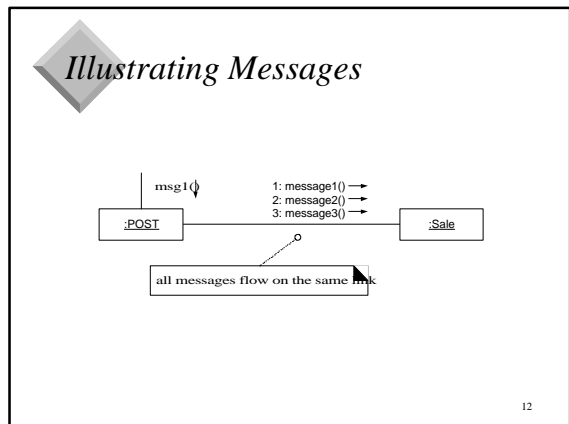 Illustrating Messages
msg1()
1: message1()
2: message2()
3: message3()
:POST
:Sale
all messages flow on the same link
12